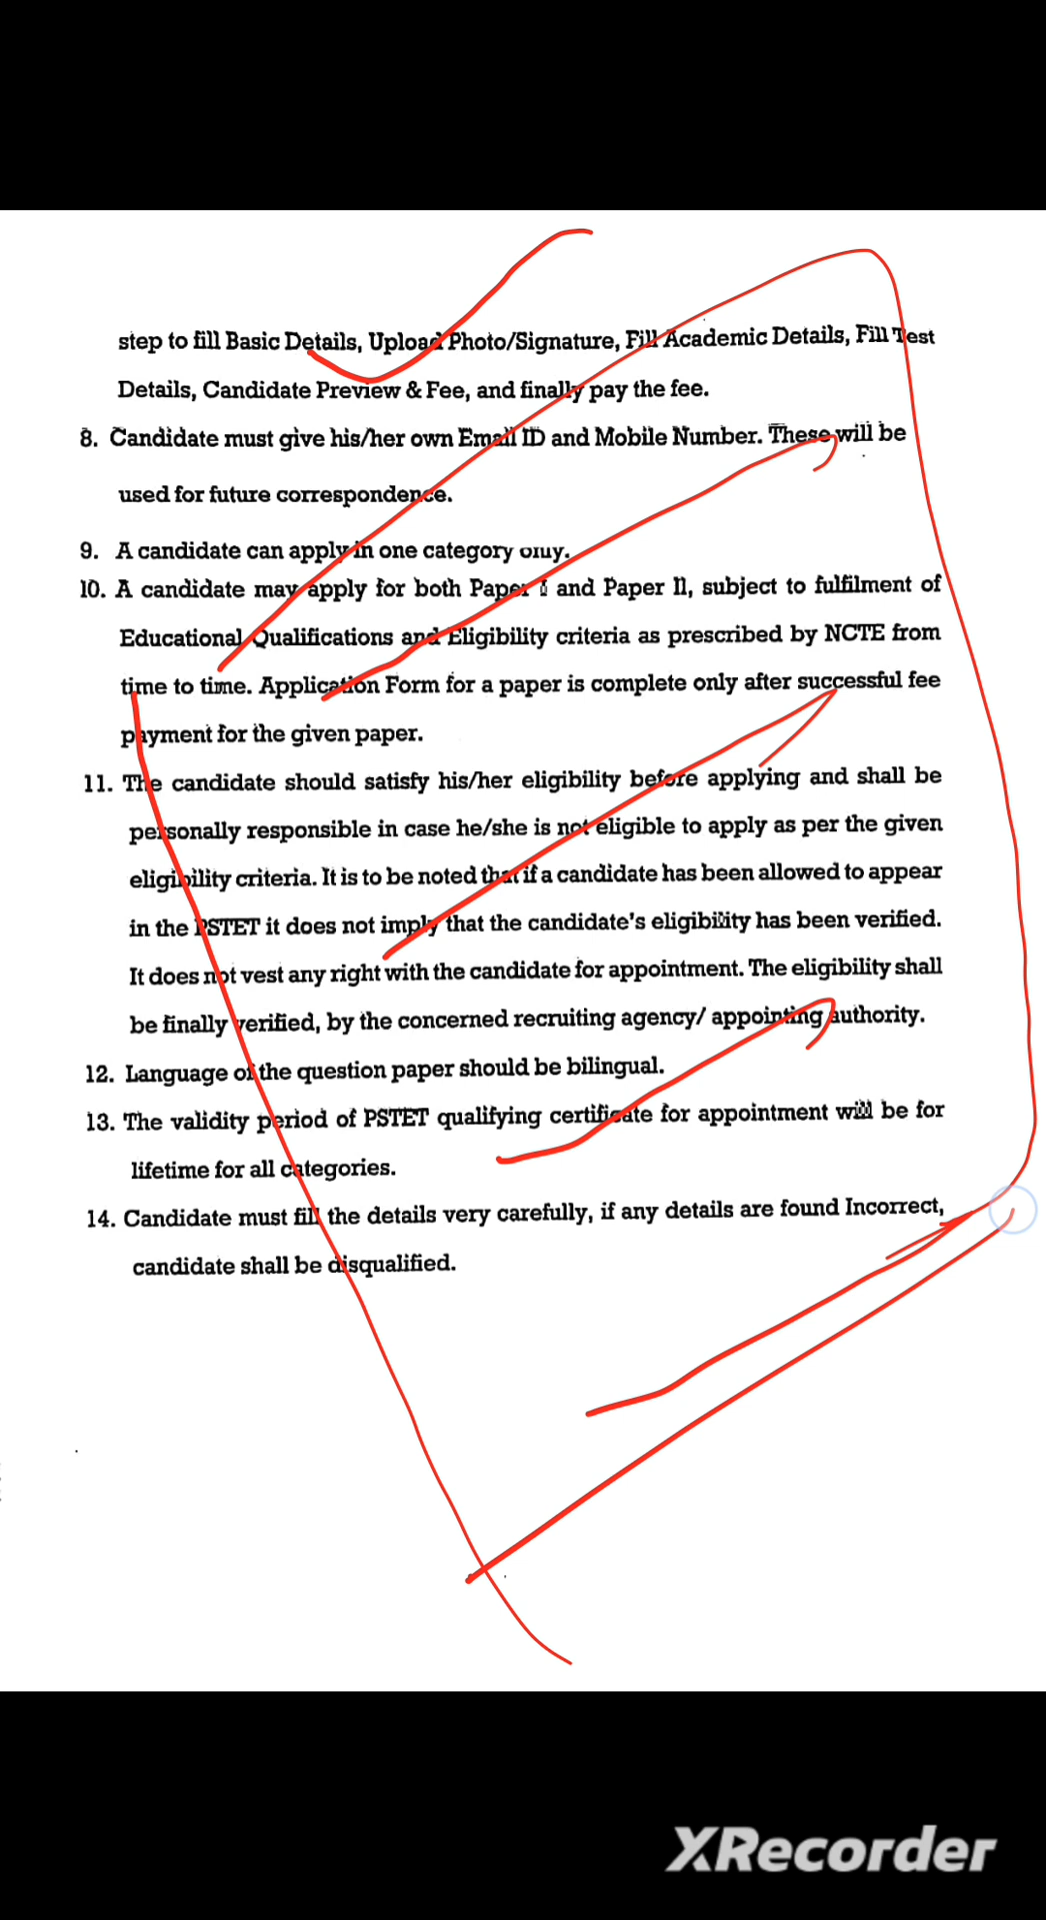 step to fill Basic Details, Upload Photo/Signature, Fill Academic Details, Fill Test
Details, Candidate Preview & Fee, and finally pay the fee.
8. Candidate must give his/her own Email ID and Mobile Number. These will be
used for future correspondence.
9. A candidate can apply in one category only.
10. A candidate may apply for both Paper I and Paper II, subject to fulfilment of
Educational Qualifications and Eligibility criteria as prescribed by NCTE from
time to time. Application Form for a paper is complete only after successful fee
payment for the given paper.
11. The candidate should satisfy his/her eligibility before applying and shall be
personally responsible in case he/she is not eligible to apply as per the given
eligibility criteria. It is to be noted that if a candidate has been allowed to appear
in the PSTET it does not imply that the candidate's eligibility has been verified.
It does not vest any right with the candidate for appointment. The eligibility shall
be finally verified, by the concerned recruiting agency/ appointing authority.
12. Language of the question paper should be bilingual.
13. The validity period of PSTET qualifying certificate for appointment will be for
lifetime for all categories.
14. Candidate must fill the details very carefully, if any details are found Incorrect,
candidate shall be disqualified.
XRecorder